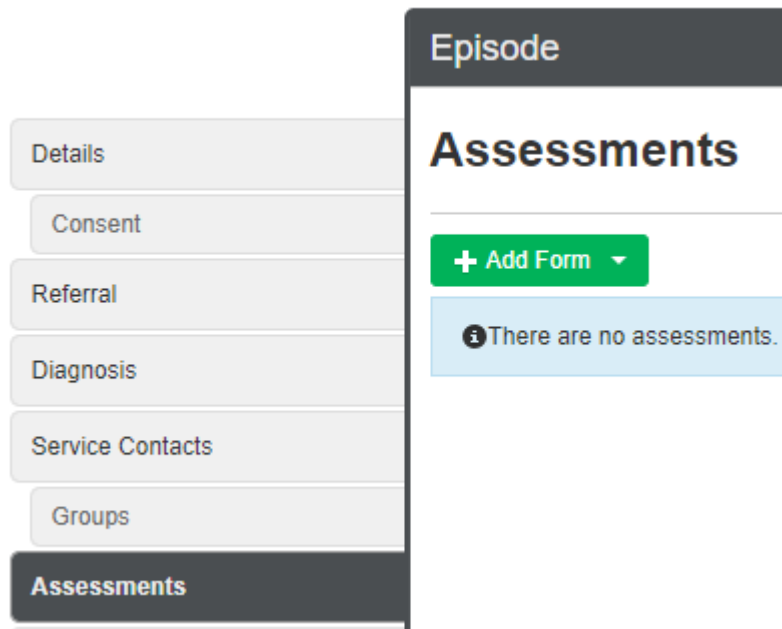 Episode
Details
Consent
Referral
Diagnosis
Service Contacts
Groups
Assessments
Assessments
Add Form
There are no assessments.